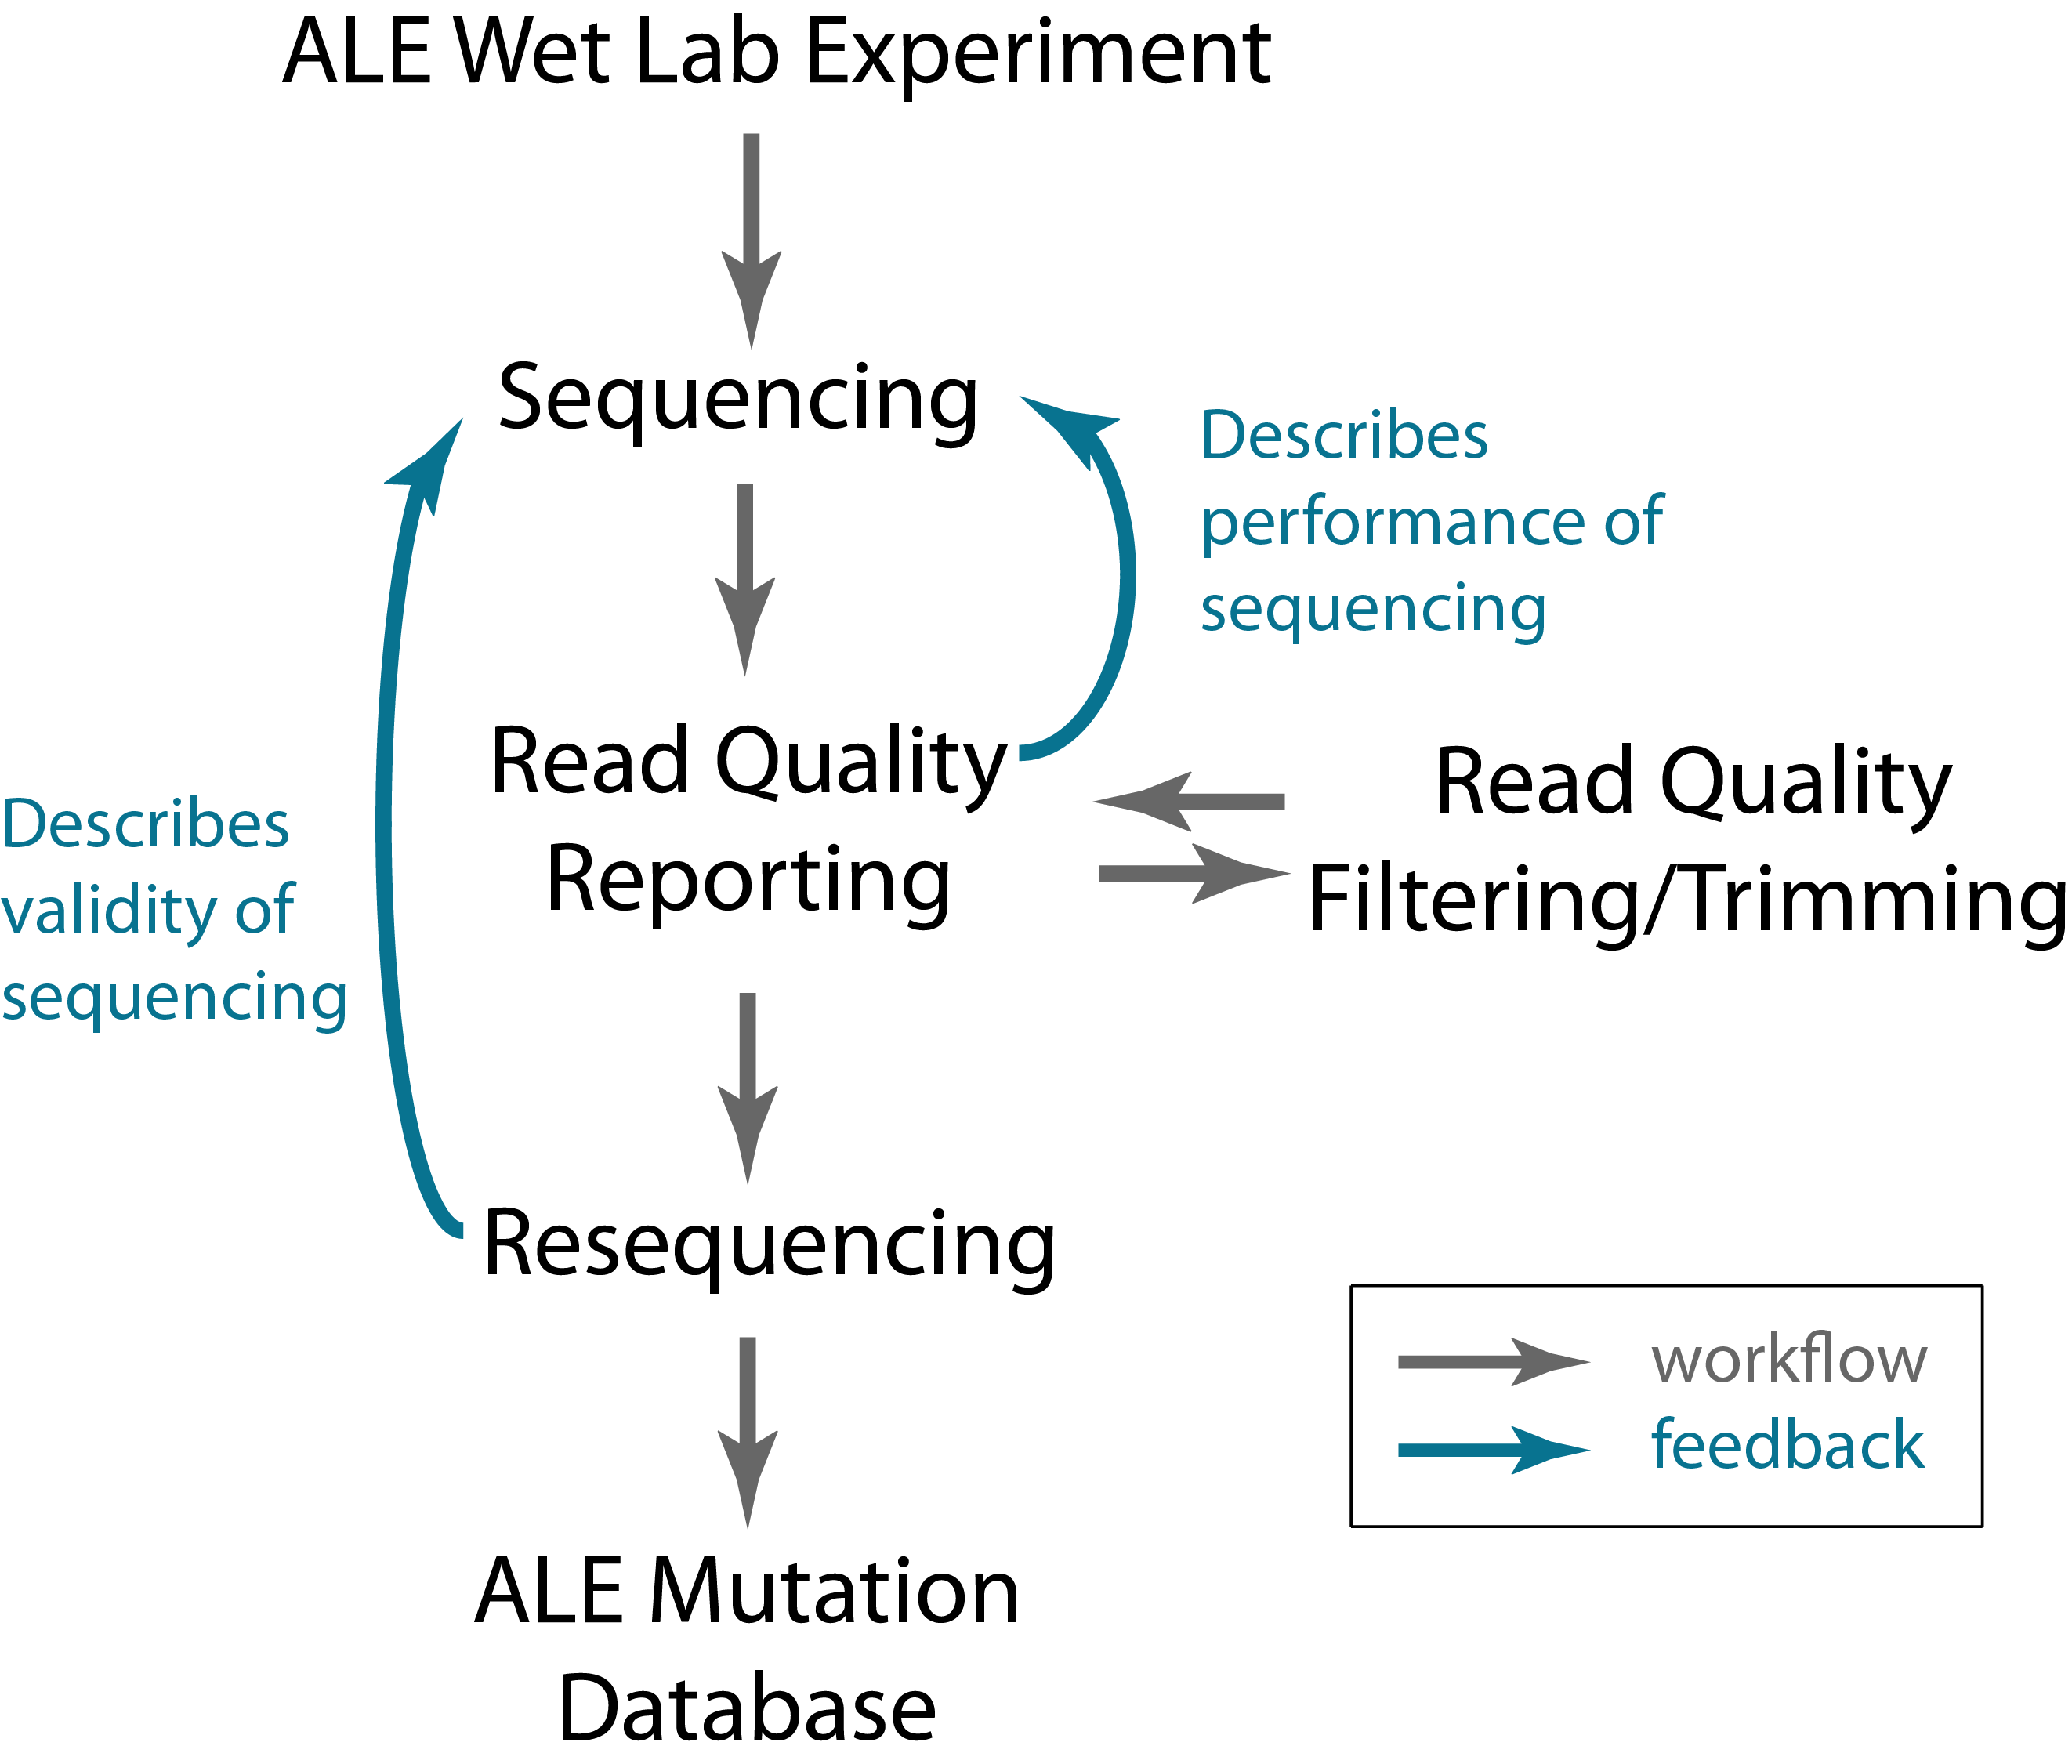 ALE Wet Lab Experiment
Sequencing
Describes
performance of
sequencing
Read Quality
Reporting
Read Quality
Filtering/Trimming
Describes
validity of
sequencing
Resequencing
workflow
feedback
ALE Mutation
Database